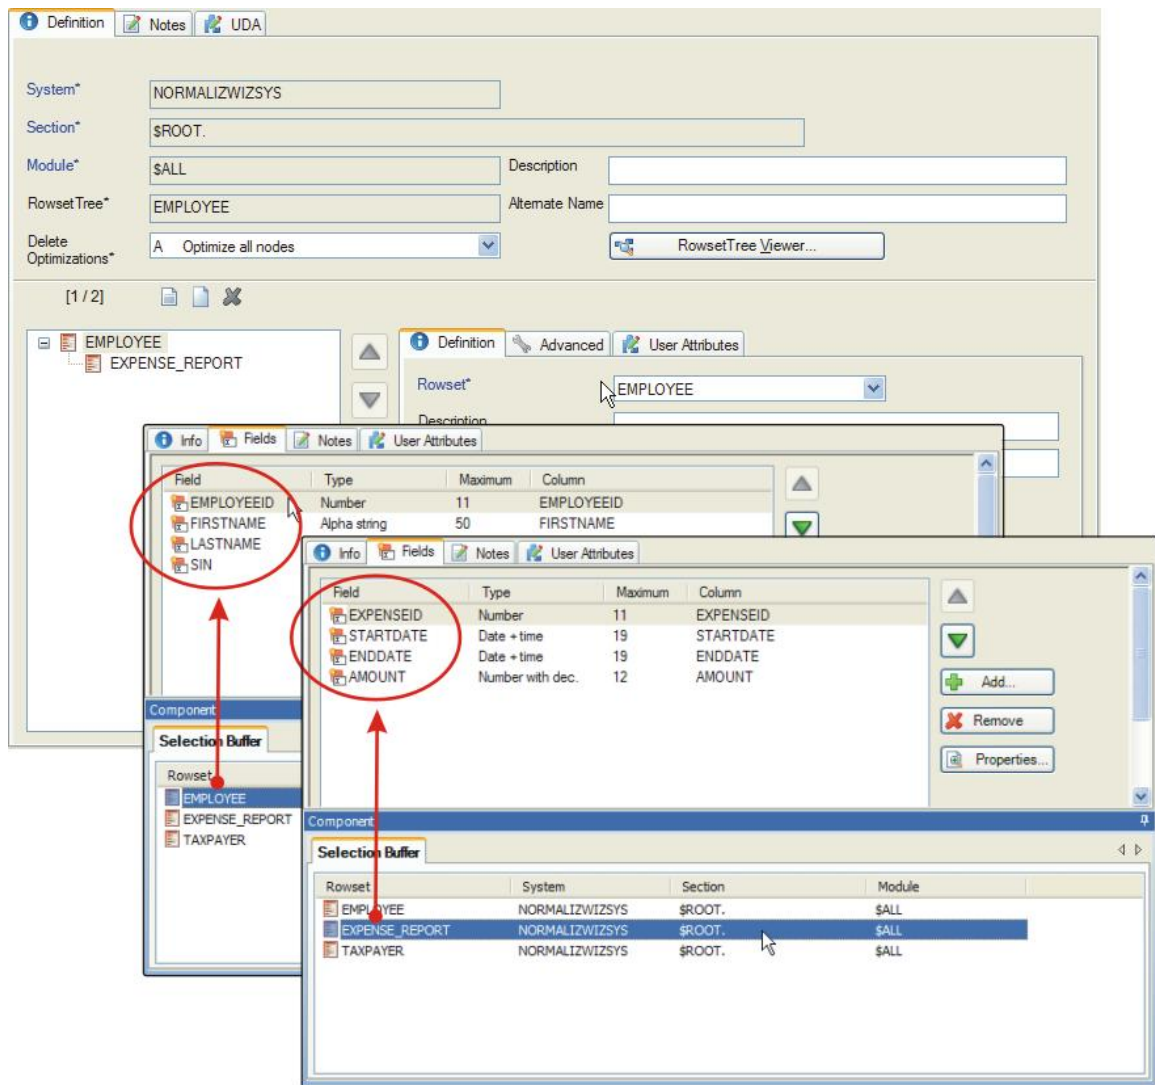 Definition Notes UDA
System* NORMALIZWIZSYS
Section* $ROOT.
Module* $ALL Description
RowsetTree* EMPLOYEE Alternate Name
Delete Optimizations* A Optimize all nodes RowsetTree Viewer...
[1 / 2]
EMPLOYEE
EXPENSE_REPORT
Definition Advanced User Attributes
Rowset* EMPLOYEE
Description
Info Fields Notes User Attributes
Field Type Maximum Column
EMPLOYEEID Number 11 EMPLOYEEID
FIRSTNAME Alpha string 50 FIRSTNAME
LASTNAME
SIN
Component
Selection Buffer
Rowset
EMPLOYEE
EXPENSE_REPORT
TAXPAYER
Info Fields Notes User Attributes
Field Type Maximum Column
EXPENSEID Number 11 EXPENSEID
STARTDATE Date + time 19 STARTDATE
ENDDATE Date + time 19 ENDDATE
AMOUNT Number with dec. 12 AMOUNT
Add...
Remove
Properties...
Component
Selection Buffer
Rowset System Section Module
EMPLOYEE NORMALIZWIZSYS $ROOT. $ALL
EXPENSE_REPORT NORMALIZWIZSYS $ROOT. $ALL
TAXPAYER NORMALIZWIZSYS $ROOT. $ALL